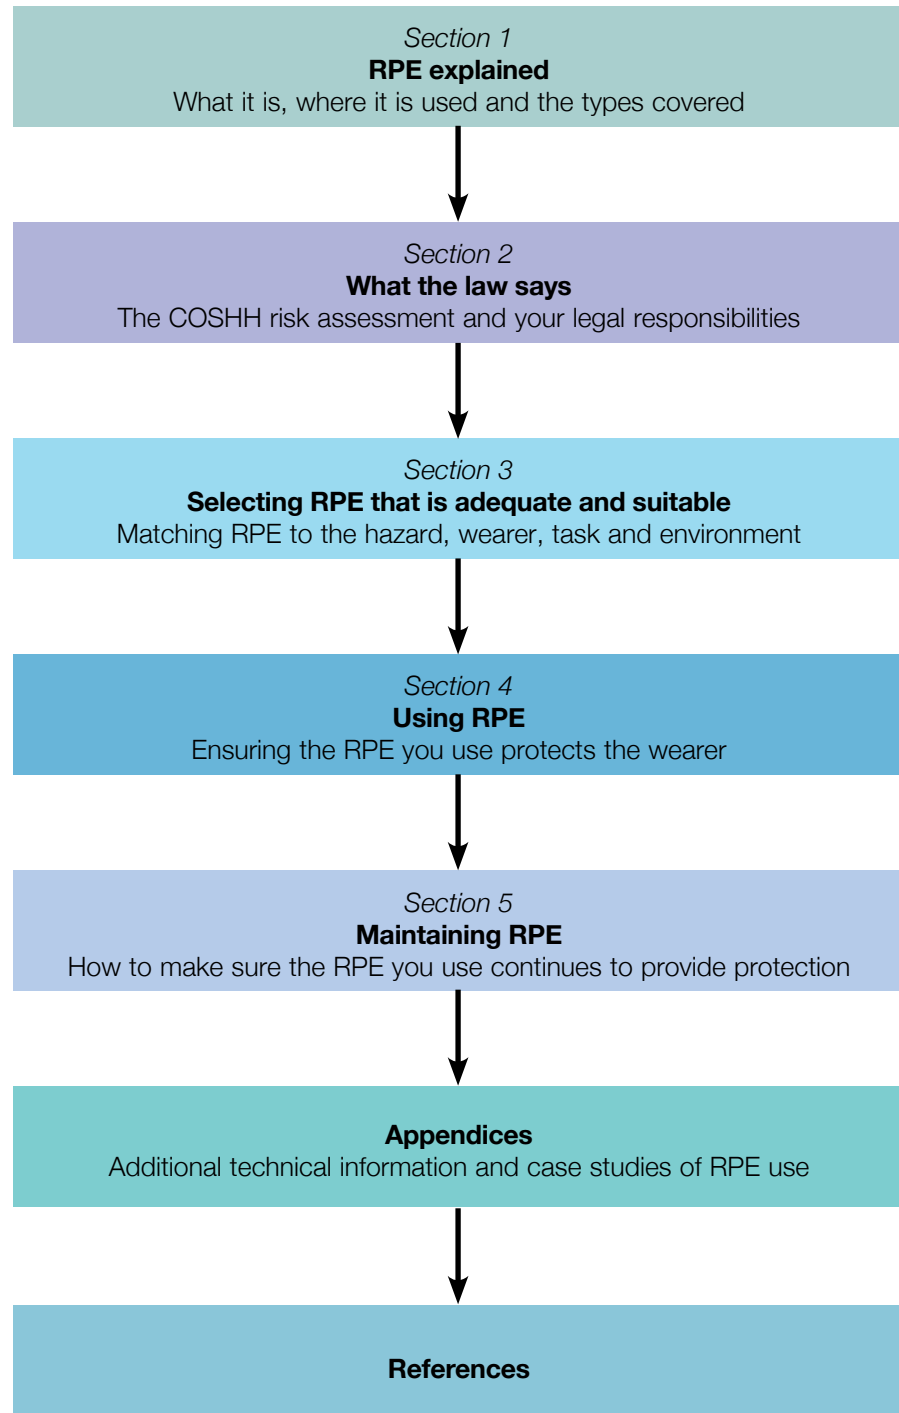 Section 1
RPE explained
What it is, where it is used and the types covered
Section 2
What the law says
The COSHH risk assessment and your legal responsibilities
Section 3
Selecting RPE that is adequate and suitable
Matching RPE to the hazard, wearer, task and environment
Section 4
Using RPE
Ensuring the RPE you use protects the wearer
Section 5
Maintaining RPE
How to make sure the RPE you use continues to provide protection
Appendices
Additional technical information and case studies of RPE use
References